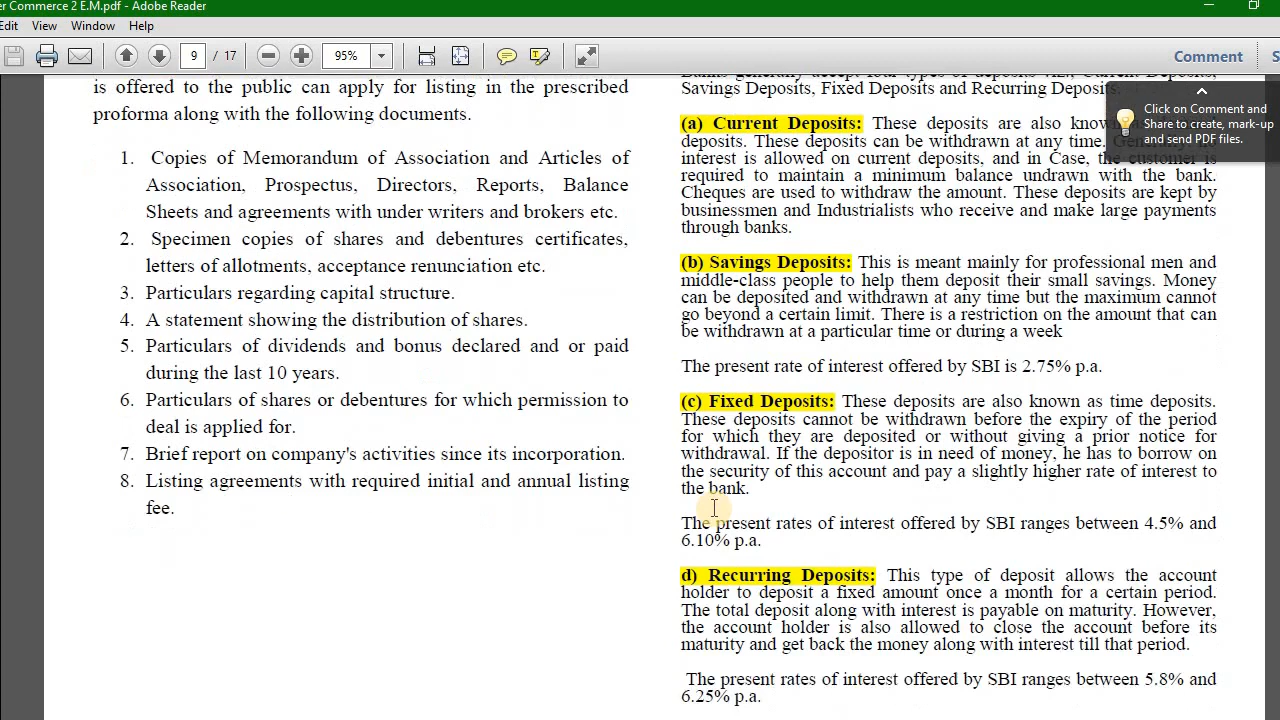 er Commerce 2 E.M.pdf - Adobe Reader
Edit View Window Help
9 / 17 95% Comment S
is offered to the public can apply for listing in the prescribed
proforma along with the following documents.
1. Copies of Memorandum of Association and Articles of
Association, Prospectus, Directors, Reports, Balance
Sheets and agreements with under writers and brokers etc.
2. Specimen copies of shares and debentures certificates,
letters of allotments, acceptance renunciation etc.
3. Particulars regarding capital structure.
4. A statement showing the distribution of shares.
5. Particulars of dividends and bonus declared and or paid
during the last 10 years.
6. Particulars of shares or debentures for which permission to
deal is applied for.
7. Brief report on company's activities since its incorporation.
8. Listing agreements with required initial and annual listing
fee.
Banks generally accept four types of deposits viz., Current Deposits,
Savings Deposits, Fixed Deposits and Recurring Deposits.
(a) Current Deposits: These deposits are also known
deposits. These deposits can be withdrawn at any time. Generally, no
interest is allowed on current deposits, and in Case, the customer is
required to maintain a minimum balance undrawn with the bank.
Cheques are used to withdraw the amount. These deposits are kept by
businessmen and Industrialists who receive and make large payments
through banks.
(b) Savings Deposits: This is meant mainly for professional men and
middle-class people to help them deposit their small savings. Money
can be deposited and withdrawn at any time but the maximum cannot
go beyond a certain limit. There is a restriction on the amount that can
be withdrawn at a particular time or during a week
The present rate of interest offered by SBI is 2.75% p.a.
(c) Fixed Deposits: These deposits are also known as time deposits.
These deposits cannot be withdrawn before the expiry of the period
for which they are deposited or without giving a prior notice for
withdrawal. If the depositor is in need of money, he has to borrow on
the security of this account and pay a slightly higher rate of interest to
the bank.
The present rates of interest offered by SBI ranges between 4.5% and
6.10% p.a.
d) Recurring Deposits: This type of deposit allows the account
holder to deposit a fixed amount once a month for a certain period.
The total deposit along with interest is payable on maturity. However,
the account holder is also allowed to close the account before its
maturity and get back the money along with interest till that period.
The present rates of interest offered by SBI ranges between 5.8% and
6.25% p.a.
Click on Comment and
Share to create, mark-up
and send PDF files.